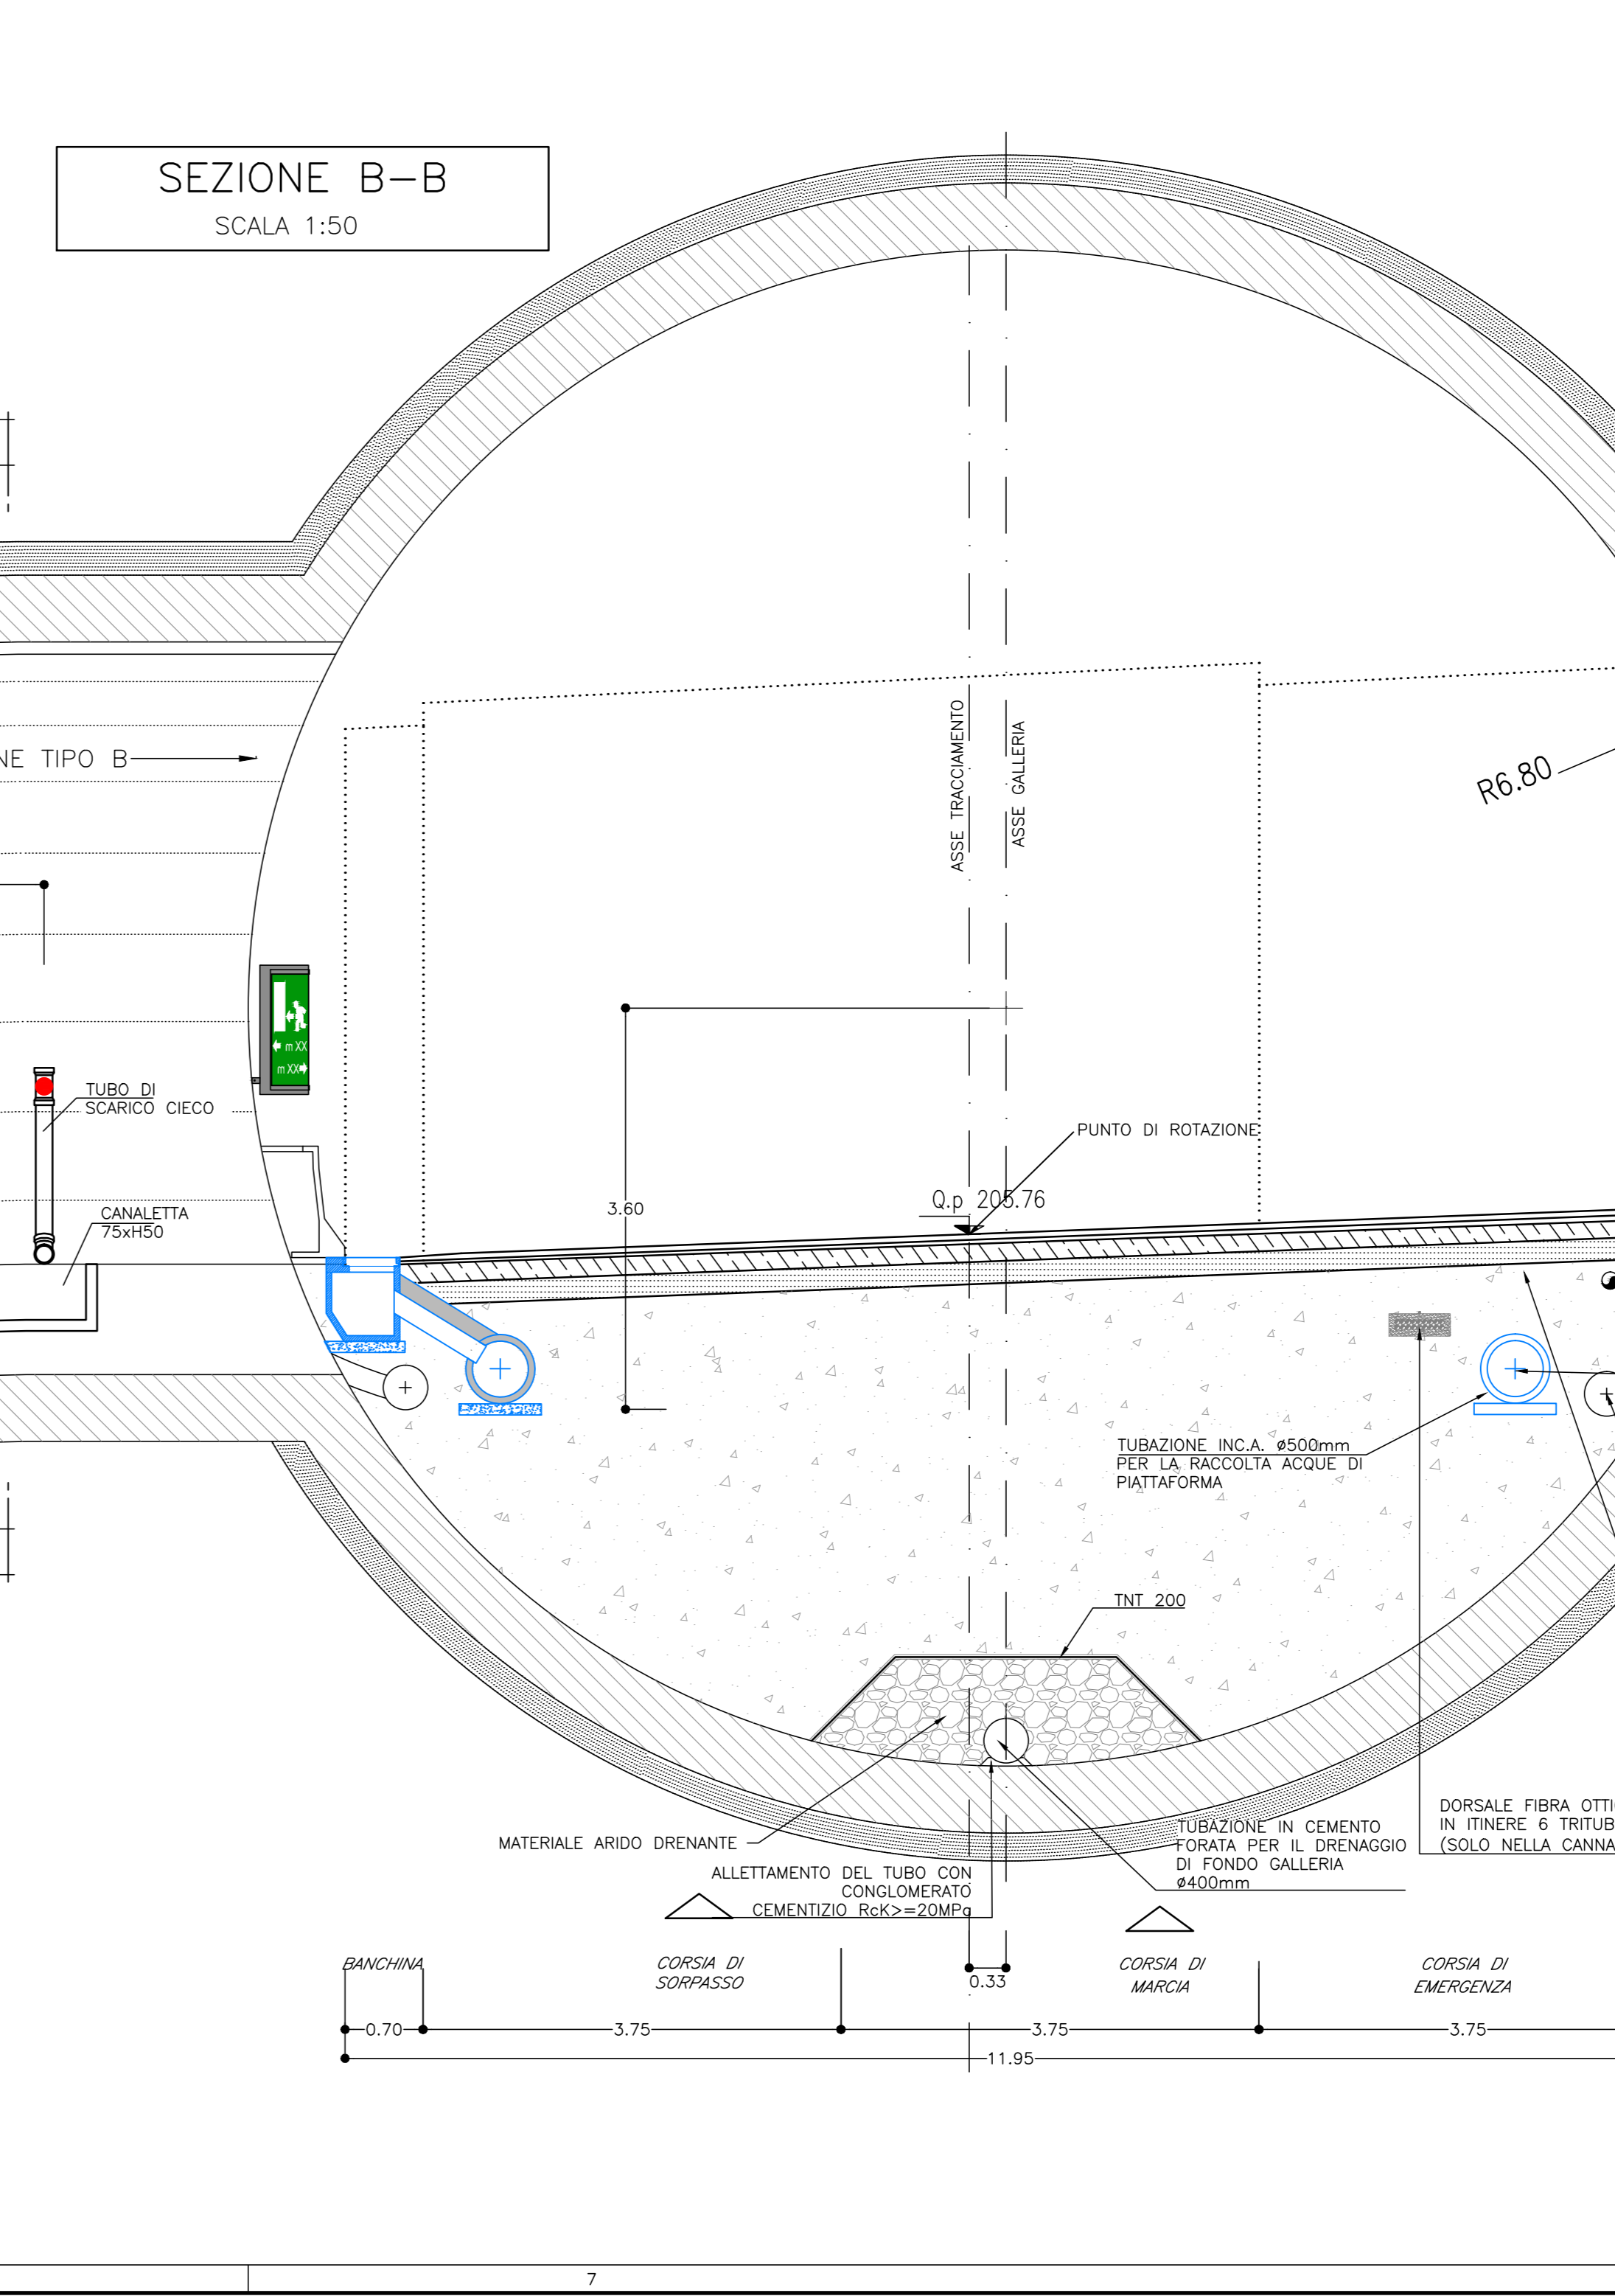 SEZIONE B–B
SCALA 1:50
TIPO B
ASSE TRACCIAMENTO
ASSE GALLERIA
R6.80
m XX
m XX
TUBO DI
SCARICO CIECO
CANALETTA
75xH50
PUNTO DI ROTAZIONE
Q.p 205.76
3.60
TUBAZIONE INC.A. ø500mm
PER LA RACCOLTA ACQUE DI
PIATTAFORMA
TNT 200
MATERIALE ARIDO DRENANTE
ALLETTAMENTO DEL TUBO CON
CONGLOMERATO
CEMENTIZIO RcK>=20MPa
TUBAZIONE IN CEMENTO
FORATA PER IL DRENAGGIO
DI FONDO GALLERIA
ø400mm
DORSALE FIBRA
IN ITINERE 6
(SOLO NELLA
BANCHINA
CORSIA DI
SORPASSO
0.33
CORSIA DI
MARCIA
CORSIA DI
EMERGENZA
0.70
3.75
3.75
3.75
11.95
7